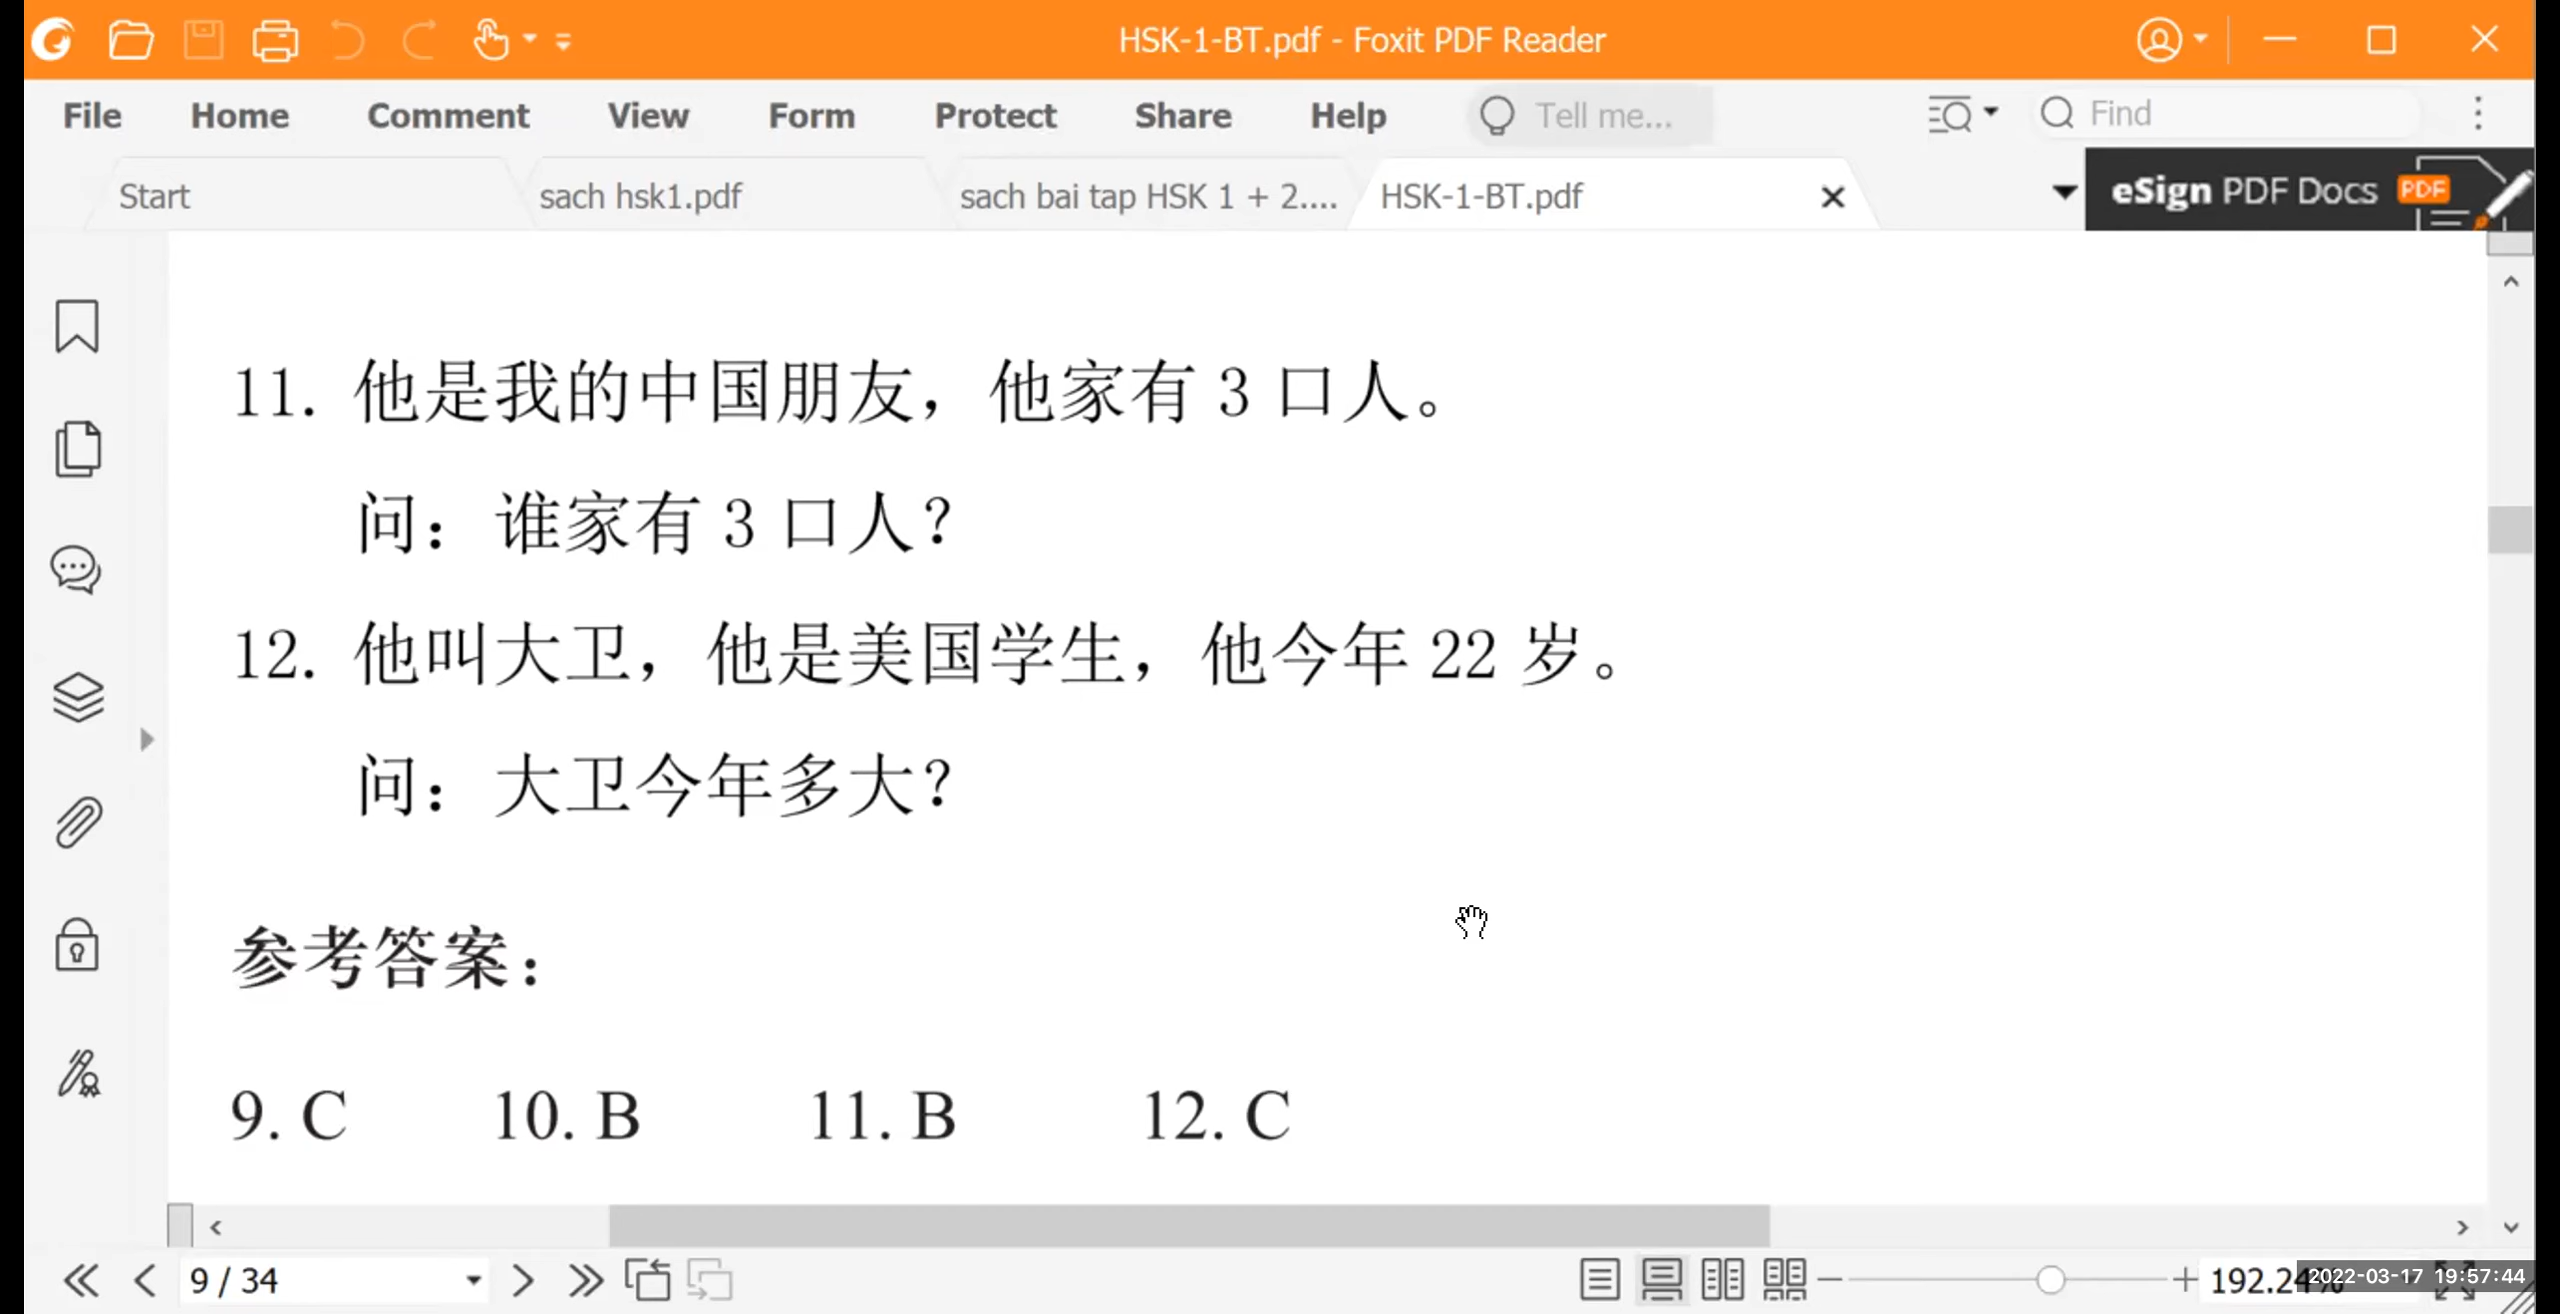 HSK-1-BT.pdf - Foxit PDF Reader
File Home Comment View Form Protect Share Help Tell me... Find
Start sach hsk1.pdf sach bai tap HSK 1 + 2.... HSK-1-BT.pdf eSign PDF Docs PDF
11. 他是我的中国朋友，他家有 3 口人。
问：谁家有 3 口人？
12. 他叫大卫，他是美国学生，他今年 22 岁。
问：大卫今年多大？
参考答案：
9. C 10. B 11. B 12. C
9 / 34 192.24% 2022-03-17 19:57:44